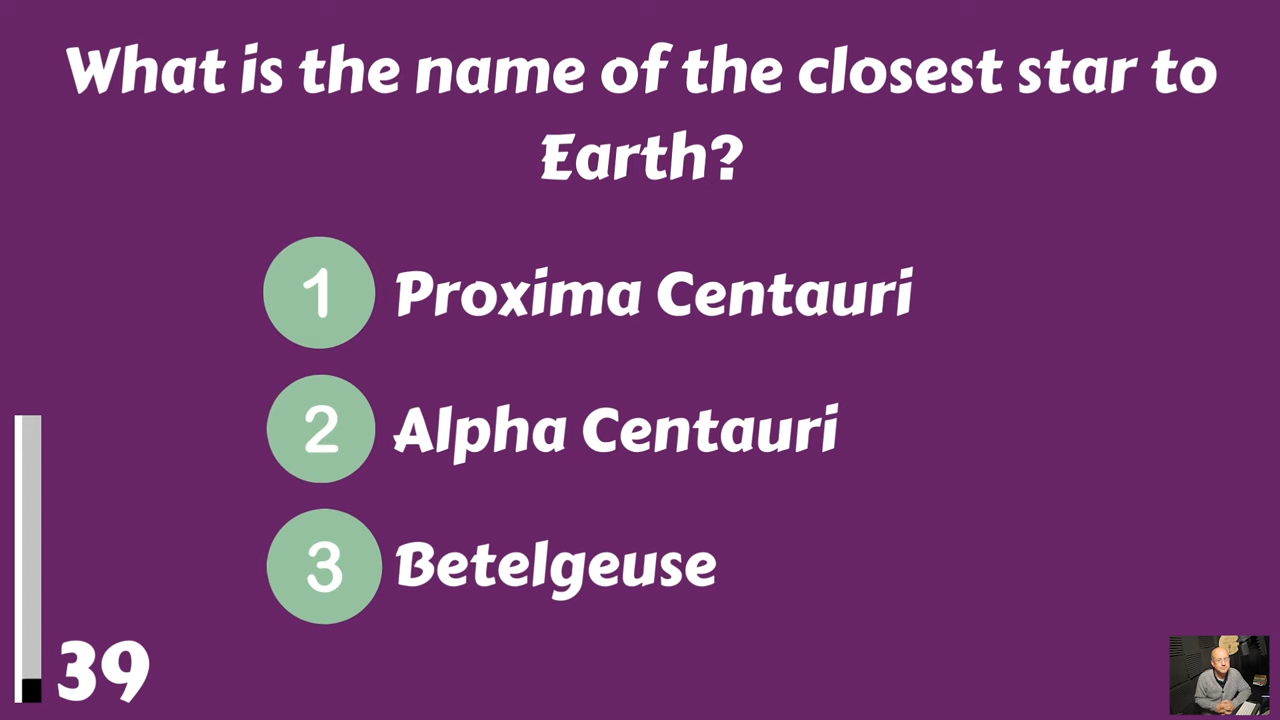 What is the name of the closest star to
Earth?
1 Proxima Centauri
2 Alpha Centauri
3 Betelgeuse
39